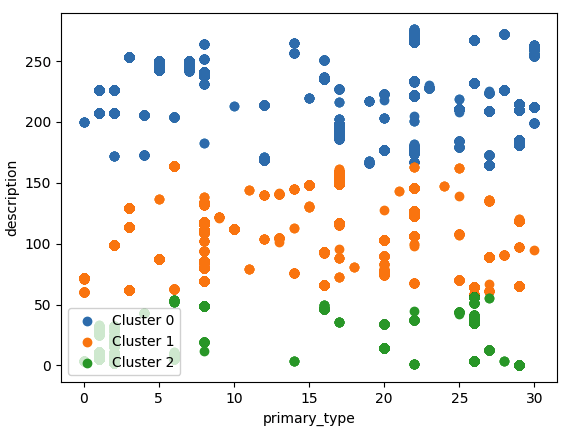 250
200
150
100
50
0
description
Cluster 0
Cluster 1
Cluster 2
0 5 10 15 20 25 30
primary_type